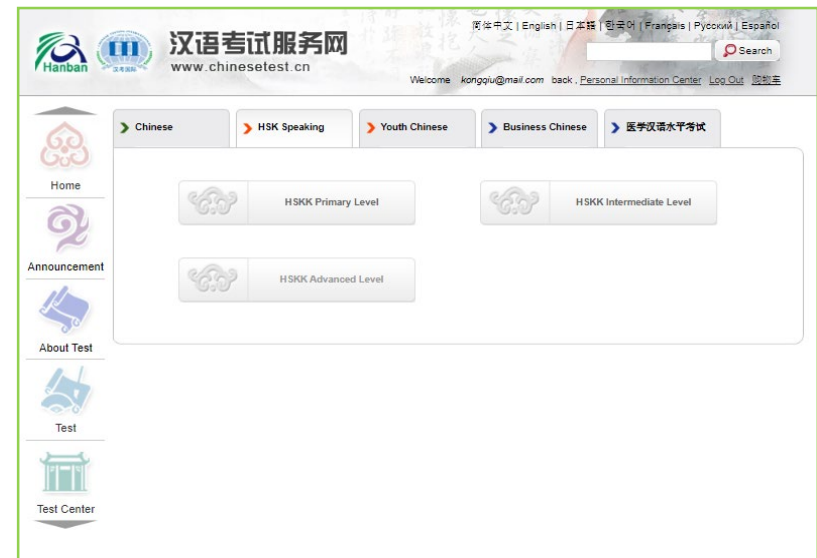 简体中文 | English | 日本語 | 한국어 | Français | Русский | Español
Hanban
汉语考试服务网
www.chinesetest.cn
Search
Welcome kongqiu@mail.com back , Personal Information Center Log Out 购物车
Chinese
HSK Speaking
Youth Chinese
Business Chinese
医学汉语水平考试
Home
Announcement
About Test
Test
Test Center
HSKK Primary Level
HSKK Intermediate Level
HSKK Advanced Level